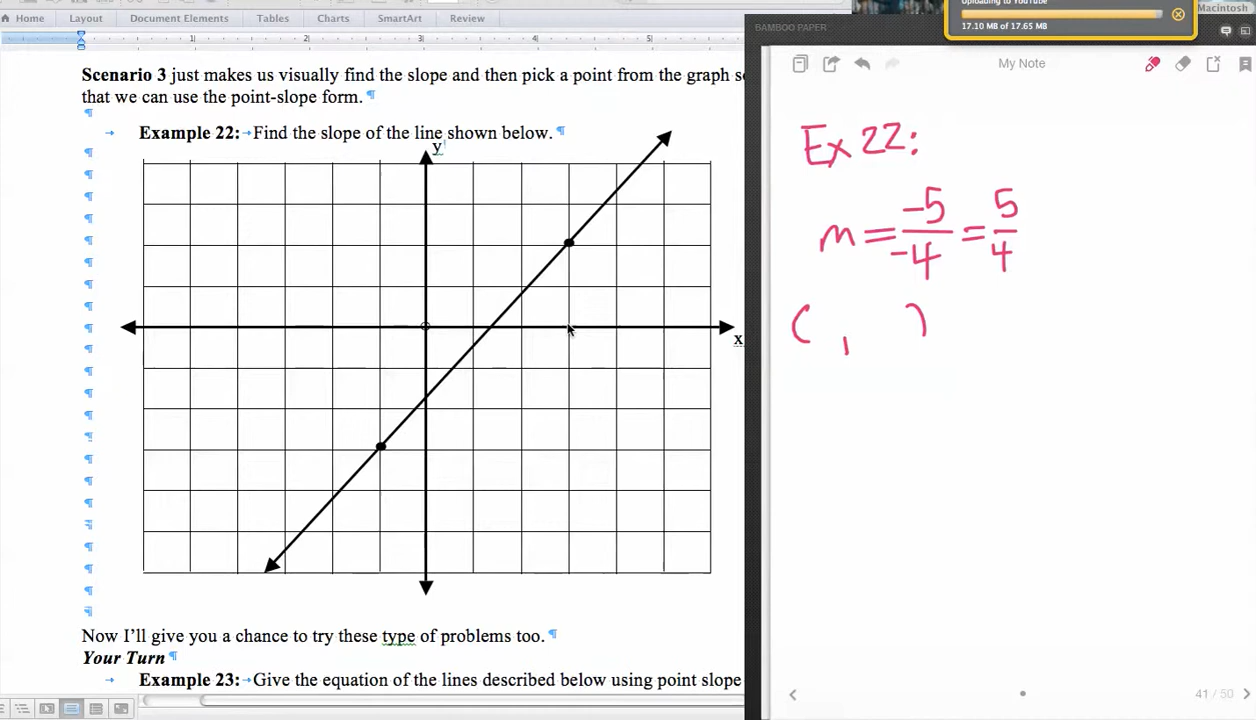 Home Layout Document Elements Tables Charts SmartArt Review
Uploading to YouTube
17.10 MB of 17.65 MB
Macintosh
BAMBOO PAPER
My Note
Scenario 3 just makes us visually find the slope and then pick a point from the graph
that we can use the point-slope form. ¶
Example 22: Find the slope of the line shown below. ¶
y
x
Now I'll give you a chance to try these type of problems too. ¶
Your Turn ¶
Example 23: Give the equation of the lines described below using point slope
Ex 22:
m = -5/-4 = 5/4
( , )
41 / 50